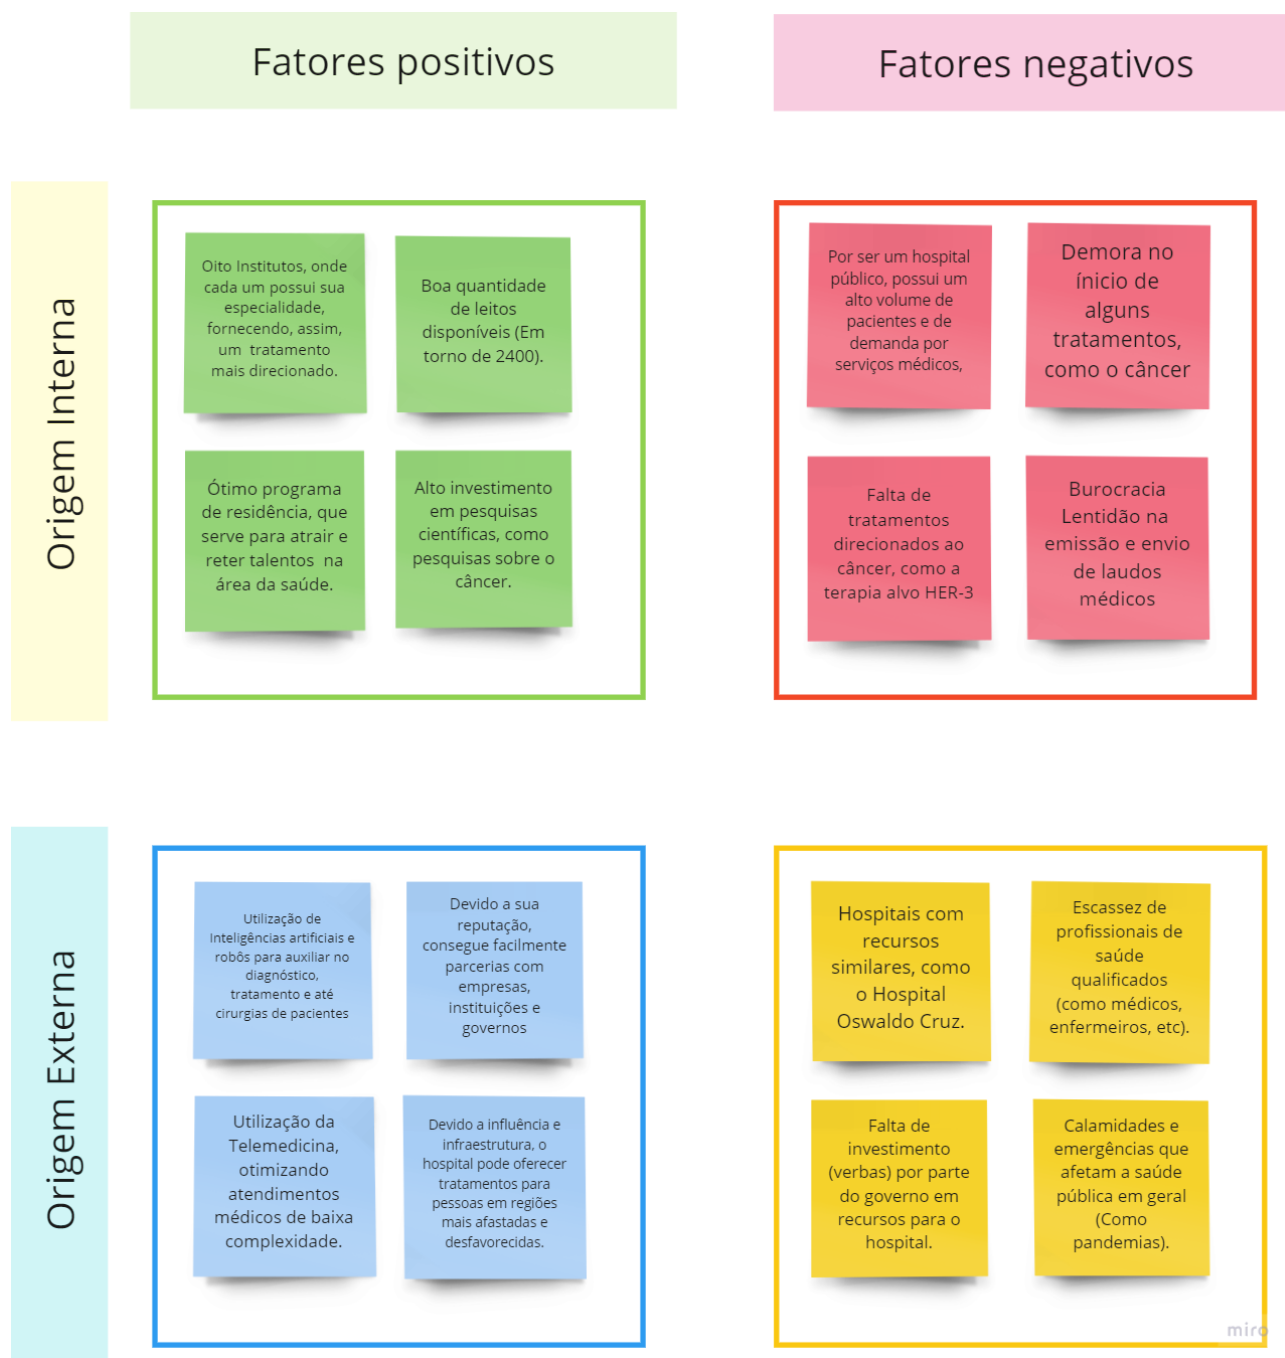 Fatores positivos
Fatores negativos
Origem Interna
Oito Institutos, onde
cada um possui sua
especialidade,
fornecendo, assim,
um tratamento
mais direcionado.
Boa quantidade
de leitos
disponíveis (Em
torno de 2400).
Ótimo programa
de residência, que
serve para atrair e
reter talentos na
área da saúde.
Alto investimento
em pesquisas
científicas, como
pesquisas sobre o
câncer.
Por ser um hospital
público, possui um
alto volume de
pacientes e de
demanda por
serviços médicos,
Demora no
ínicio de
alguns
tratamentos,
como o câncer
Falta de
tratamentos
direcionados ao
câncer, como a
terapia alvo HER-3
Burocracia
Lentidão na
emissão e envio
de laudos
médicos
Origem Externa
Utilização de
Inteligências artificiais e
robôs para auxiliar no
diagnóstico,
tratamento e até
cirurgias de pacientes
Devido a sua
reputação,
consegue facilmente
parcerias com
empresas,
instituições e
governos
Utilização da
Telemedicina,
otimizando
atendimentos
médicos de baixa
complexidade.
Devido a influência e
infraestrutura, o
hospital pode oferecer
tratamentos para
pessoas em regiões
mais afastadas e
desfavorecidas.
Hospitais com
recursos
similares, como
o Hospital
Oswaldo Cruz.
Escassez de
profissionais de
saúde
qualificados
(como médicos,
enfermeiros, etc).
Falta de
investimento
(verbas) por parte
do governo em
recursos para o
hospital.
Calamidades e
emergências que
afetam a saúde
pública em geral
(Como
pandemias).
miro